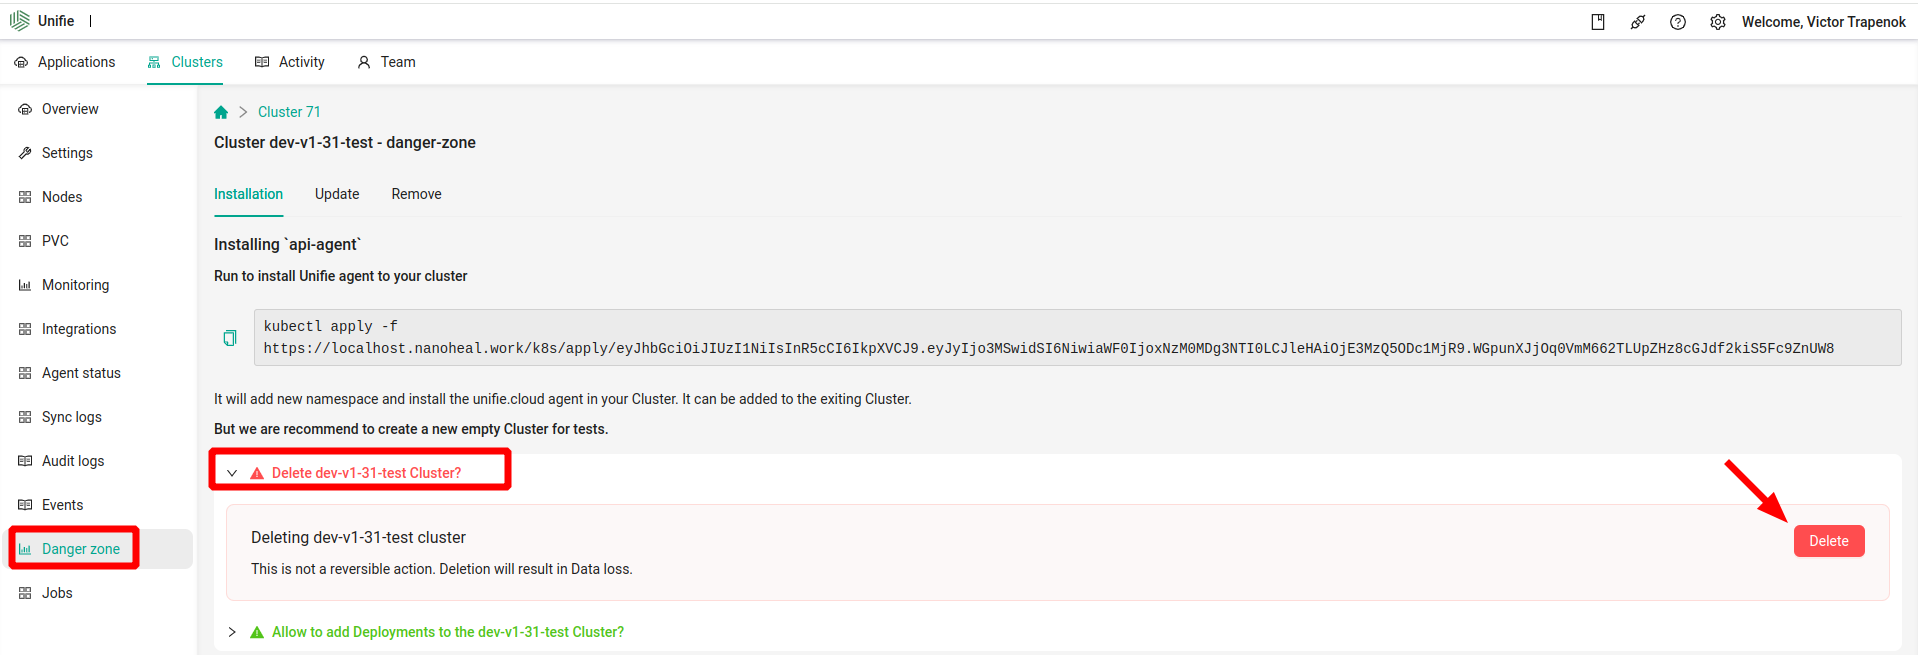 Unifie
Welcome, Victor Trapenok
Applications
Clusters
Activity
Team
Overview
Settings
Nodes
PVC
Monitoring
Integrations
Agent status
Sync logs
Audit logs
Events
Danger zone
Jobs
Cluster 71
Cluster dev-v1-31-test - danger-zone
Installation
Update
Remove
Installing `api-agent`
Run to install Unifie agent to your cluster
kubectl apply -f
https://localhost.nanoheal.work/k8s/apply/eyJhbGciOiJIUzI1NiIsInR5cCI6IkpXVCJ9.eyJyIjo3MSwidSI6NiwiaWF0IjoxNzM0MDg3NTI0LCJleHAiOjE3MzQ5ODc1MjR9.WGpunXJjOq0VmM662TLUpZHz8cGJdf2kiS5Fc9ZnUW8
It will add new namespace and install the unifie.cloud agent in your Cluster. It can be added to the exiting Cluster.
But we are recommend to create a new empty Cluster for tests.
Delete dev-v1-31-test Cluster?
Deleting dev-v1-31-test cluster
This is not a reversible action. Deletion will result in Data loss.
Delete
Allow to add Deployments to the dev-v1-31-test Cluster?